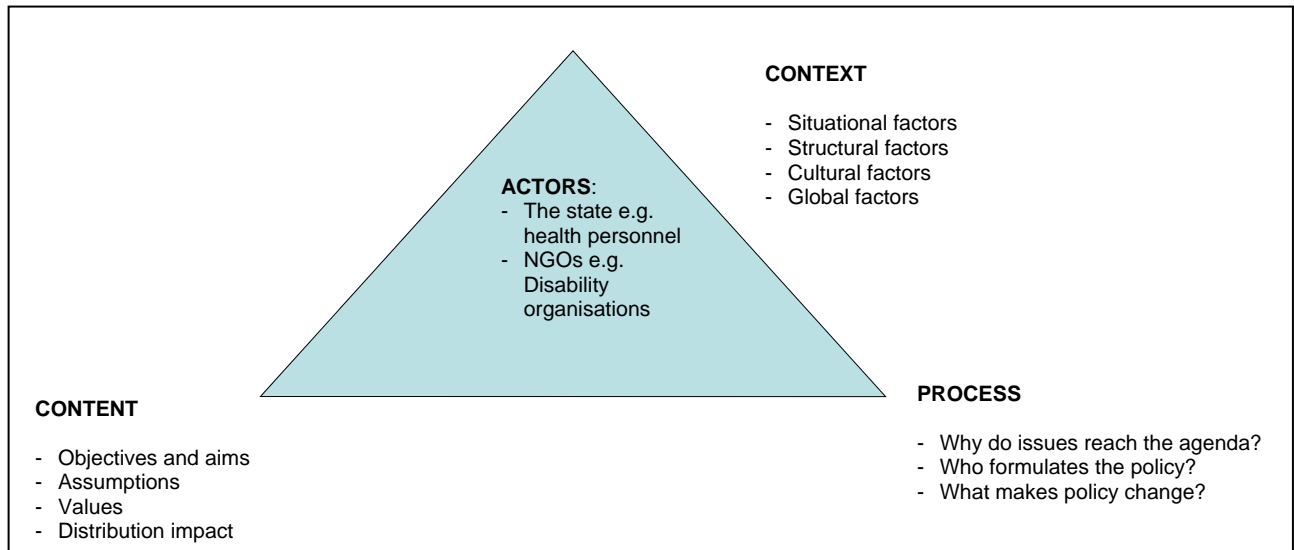 CONTEXT
- Situational factors
- Structural factors
- Cultural factors
- Global factors
ACTORS:
- The state e.g.
health personnel
- NGOs e.g.
Disability
organisations
CONTENT
- Objectives and aims
- Assumptions
- Values
- Distribution impact
PROCESS
- Why do issues reach the agenda?
- Who formulates the policy?
- What makes policy change?